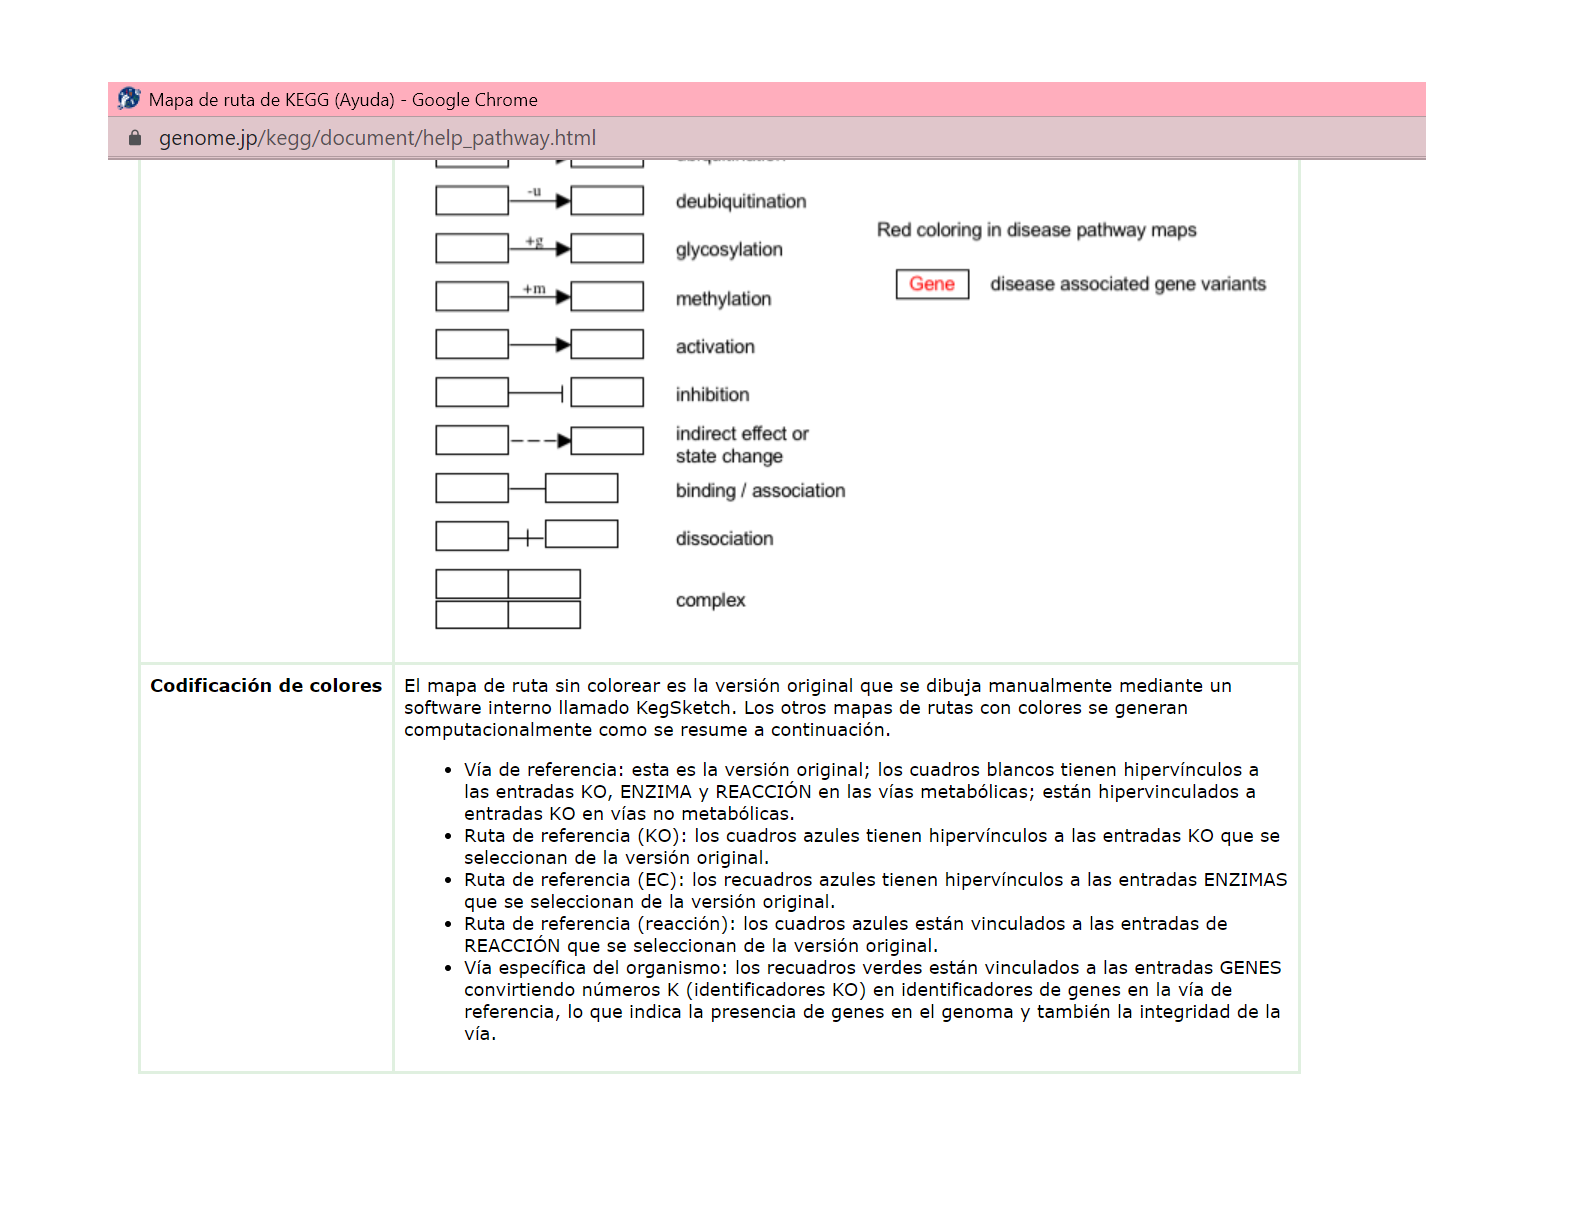 Mapa de ruta de KEGG (Ayuda) - Google Chrome
genome.jp/kegg/document/help_pathway.html
-u
deubiquitination
Red coloring in disease pathway maps
+g
glycosylation
Gene
disease associated gene variants
+m
methylation
activation
inhibition
indirect effect or
state change
binding / association
dissociation
complex
Codificación de colores
El mapa de ruta sin colorear es la versión original que se dibuja manualmente mediante un
software interno llamado KegSketch. Los otros mapas de rutas con colores se generan
computacionalmente como se resume a continuación.
• Vía de referencia: esta es la versión original; los cuadros blancos tienen hipervínculos a
las entradas KO, ENZIMA y REACCIÓN en las vías metabólicas; están hipervinculados a
entradas KO en vías no metabólicas.
• Ruta de referencia (KO): los cuadros azules tienen hipervínculos a las entradas KO que se
seleccionan de la versión original.
• Ruta de referencia (EC): los recuadros azules tienen hipervínculos a las entradas ENZIMAS
que se seleccionan de la versión original.
• Ruta de referencia (reacción): los cuadros azules están vinculados a las entradas de
REACCIÓN que se seleccionan de la versión original.
• Vía específica del organismo: los recuadros verdes están vinculados a las entradas GENES
convirtiendo números K (identificadores KO) en identificadores de genes en la vía de
referencia, lo que indica la presencia de genes en el genoma y también la integridad de la
vía.